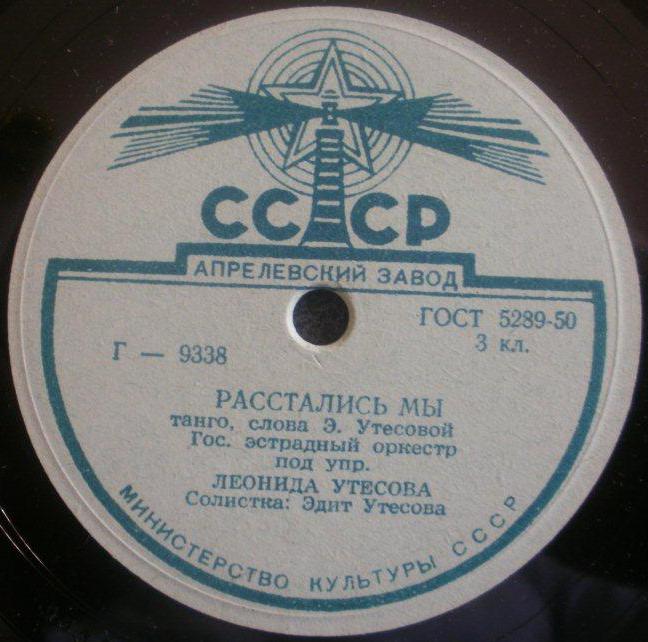 СССР
АПРЕЛЕВСКИЙ ЗАВОД
ГОСТ 5289-50
3 кл.
Г — 9338
РАССТАЛИСЬ МЫ
танго, слова Э. Утесовой
Гос. эстрадный оркестр
под упр.
ЛЕОНИДА УТЕСОВА
Солистка: Эдит Утесова
МИНИСТЕРСТВО КУЛЬТУРЫ СССР